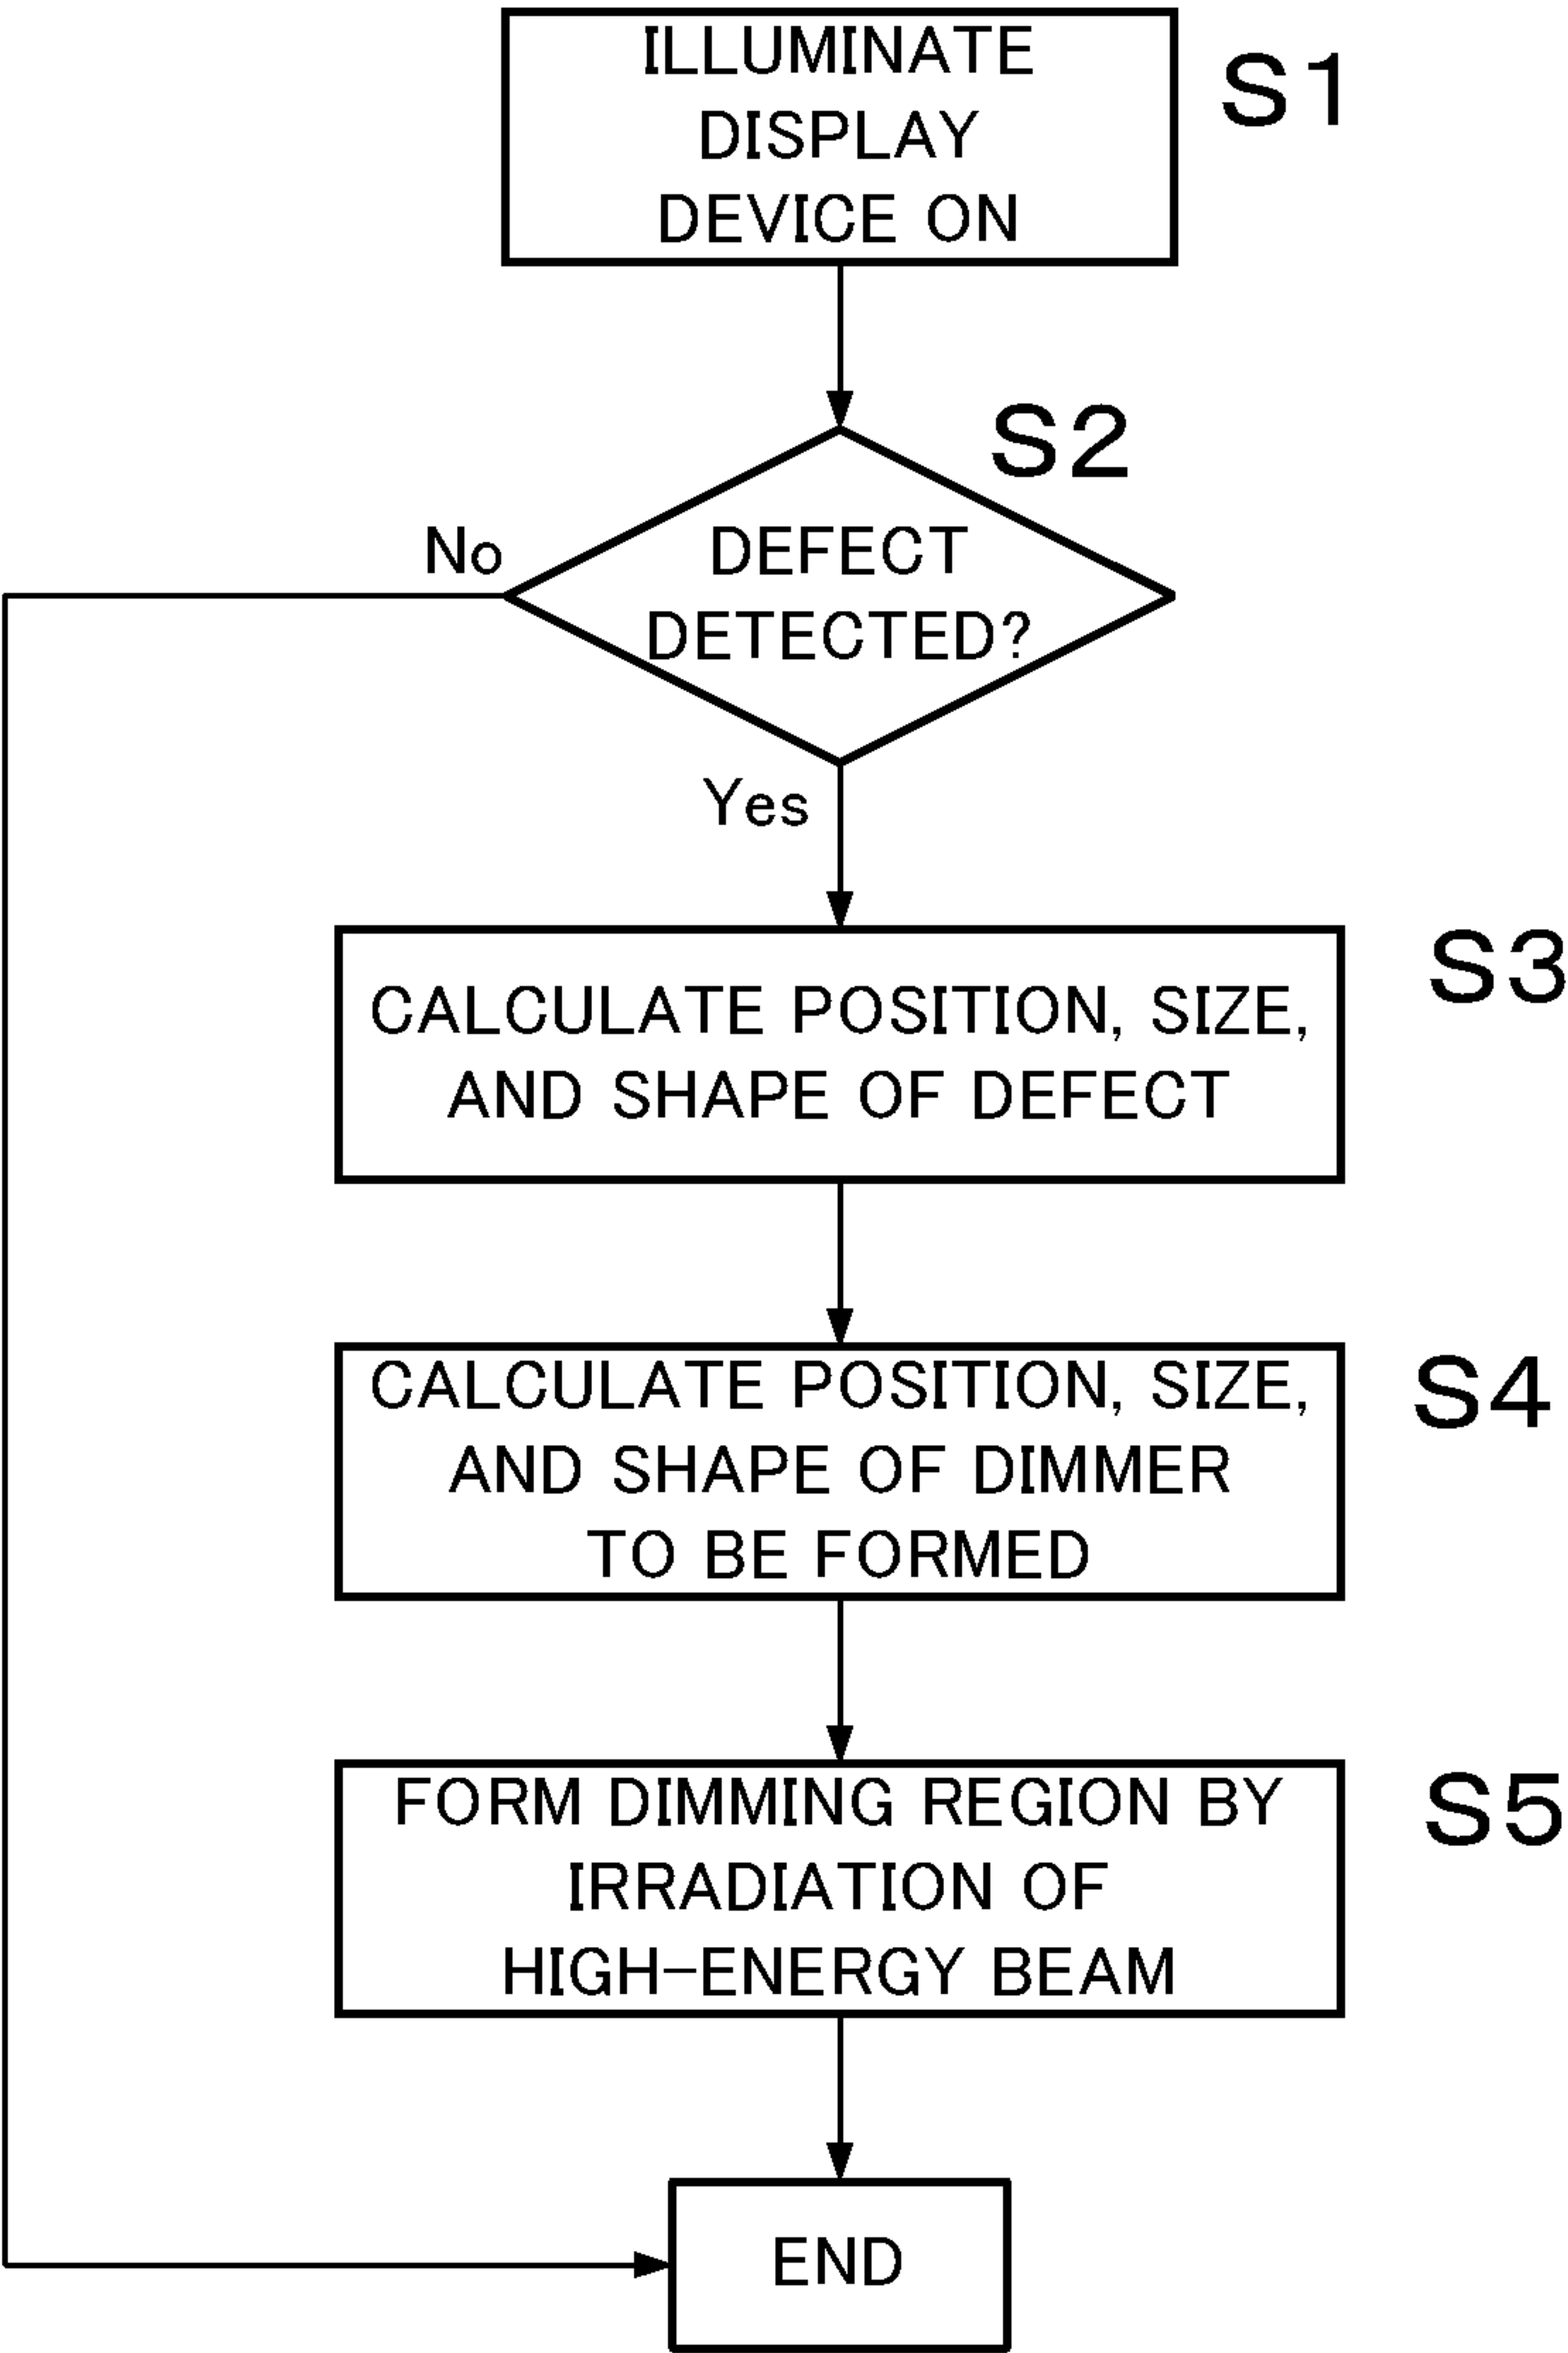 ILLUMINATE
DISPLAY
DEVICE ON
S1
S2
DEFECT
DETECTED?
No
Yes
S3
CALCULATE POSITION, SIZE,
AND SHAPE OF DEFECT
S4
CALCULATE POSITION, SIZE,
AND SHAPE OF DIMMER
TO BE FORMED
S5
FORM DIMMING REGION BY
IRRADIATION OF
HIGH-ENERGY BEAM
END